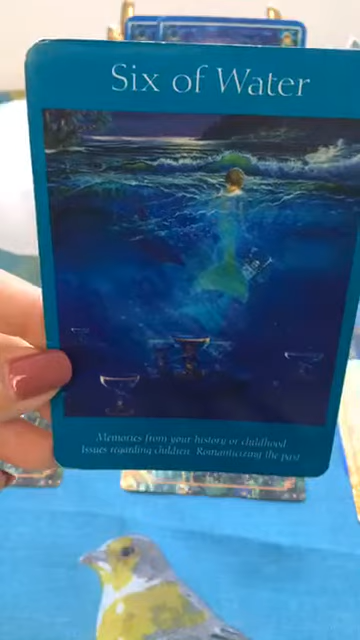 Six of Water
Memories from your history or childhood.
Issues regarding children. Romanticizing the past